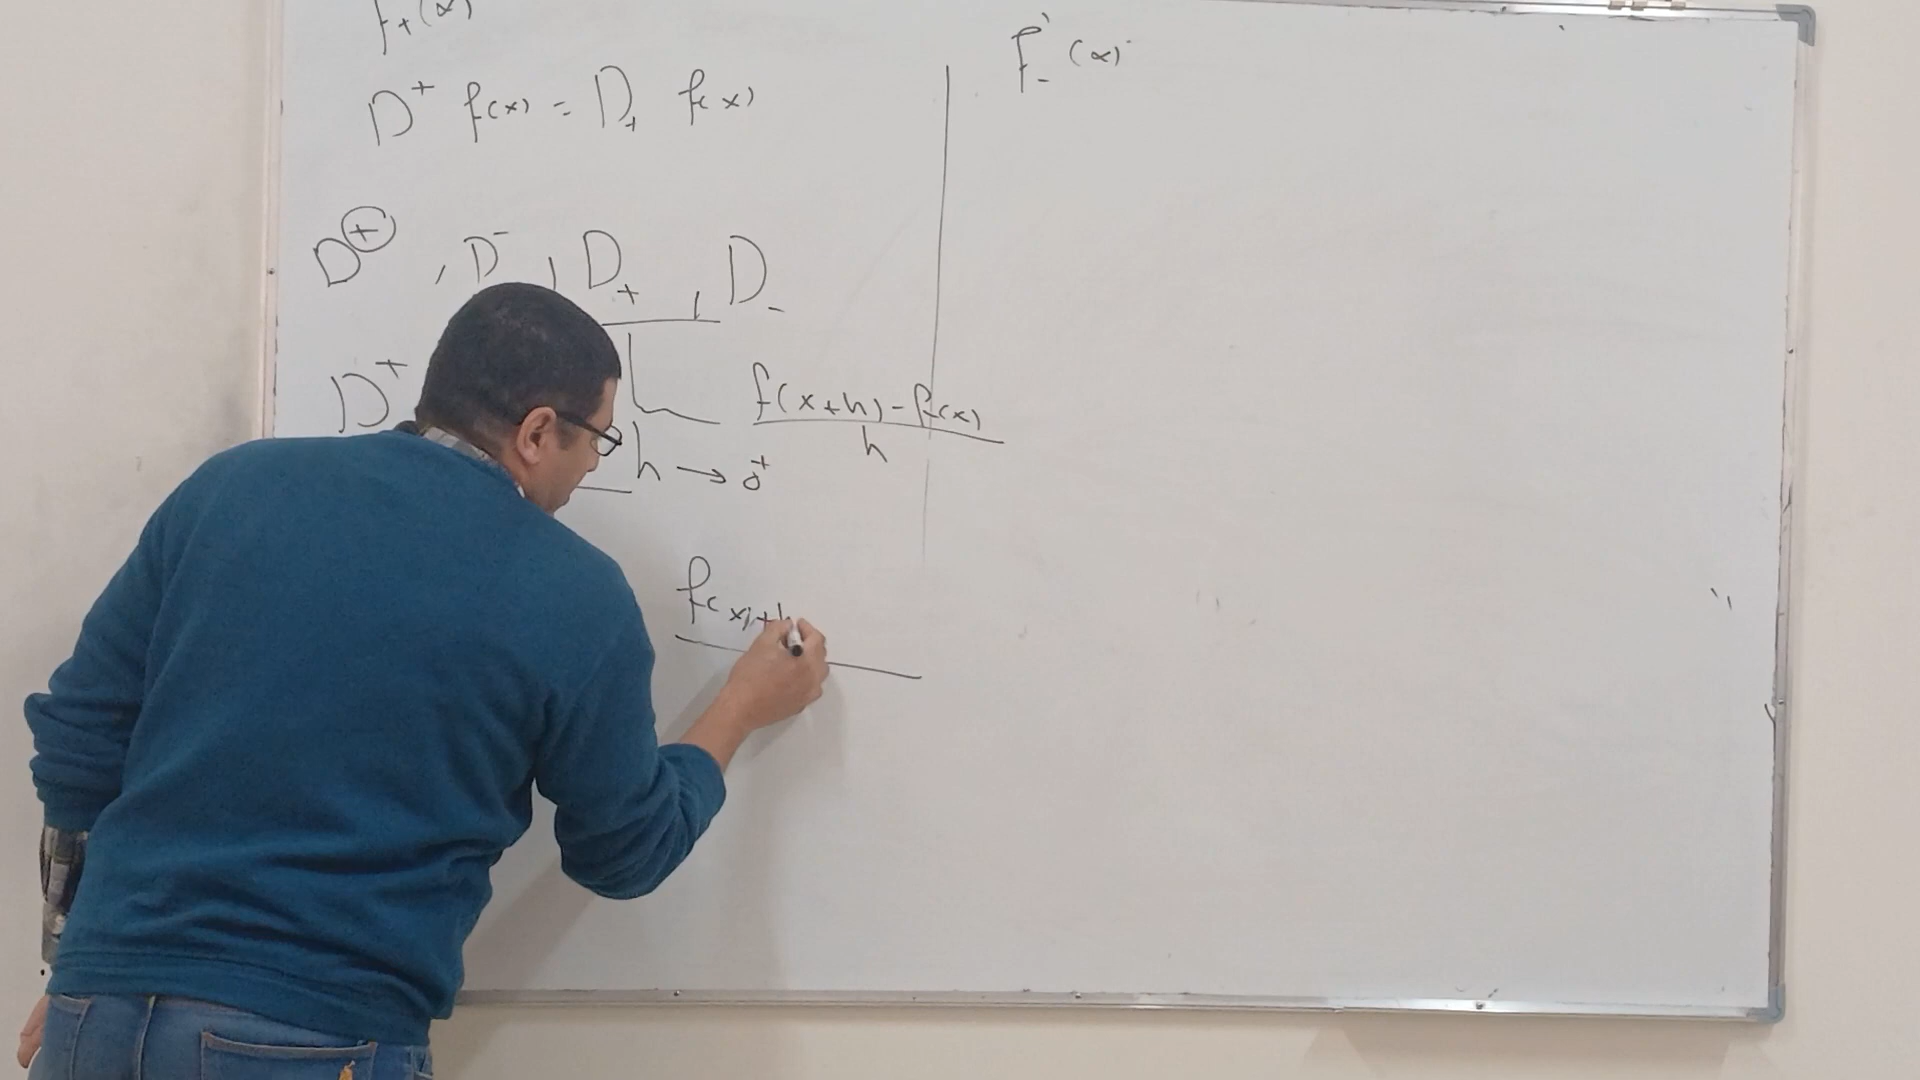 f₊(x)
D⁺ f(x) = D₊ f(x)
D⁺ , D⁻ , D₊ , D₋
D⁺ f(x+h)-f(x)
h
h → 0⁺
f(x+h
f'₋ (x)